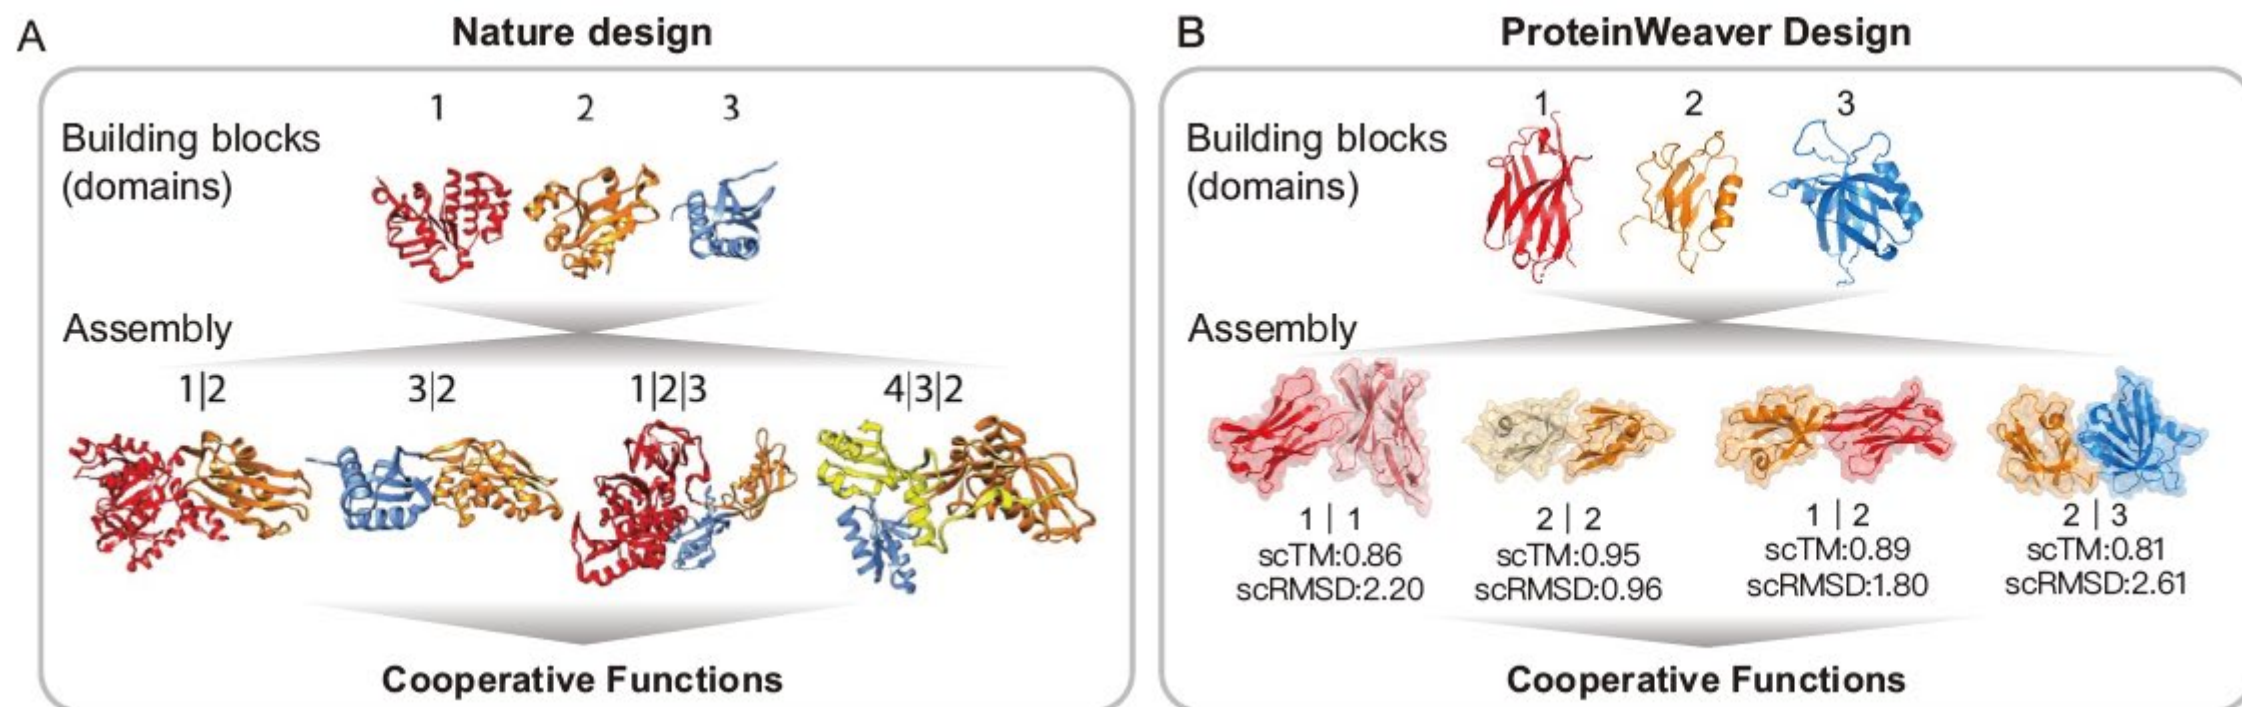 A
Nature design
1
2
3
Building blocks
(domains)
Assembly
1|2
3|2
1|2|3
4|3|2
Cooperative Functions
B
ProteinWeaver Design
1
2
3
Building blocks
(domains)
Assembly
1 | 1
scTM:0.86
scRMSD:2.20
2 | 2
scTM:0.95
scRMSD:0.96
1 | 2
scTM:0.89
scRMSD:1.80
2 | 3
scTM:0.81
scRMSD:2.61
Cooperative Functions